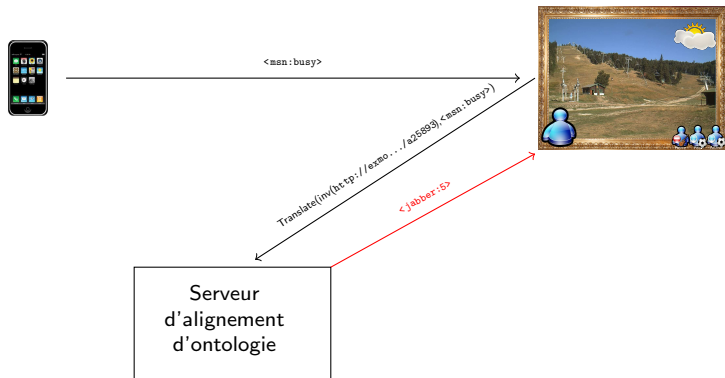 <msn:busy>
Translate(inv(http://exmo.../a25893),<msn:busy>)
<jabber:5>
Serveur
d'alignement
d'ontologie